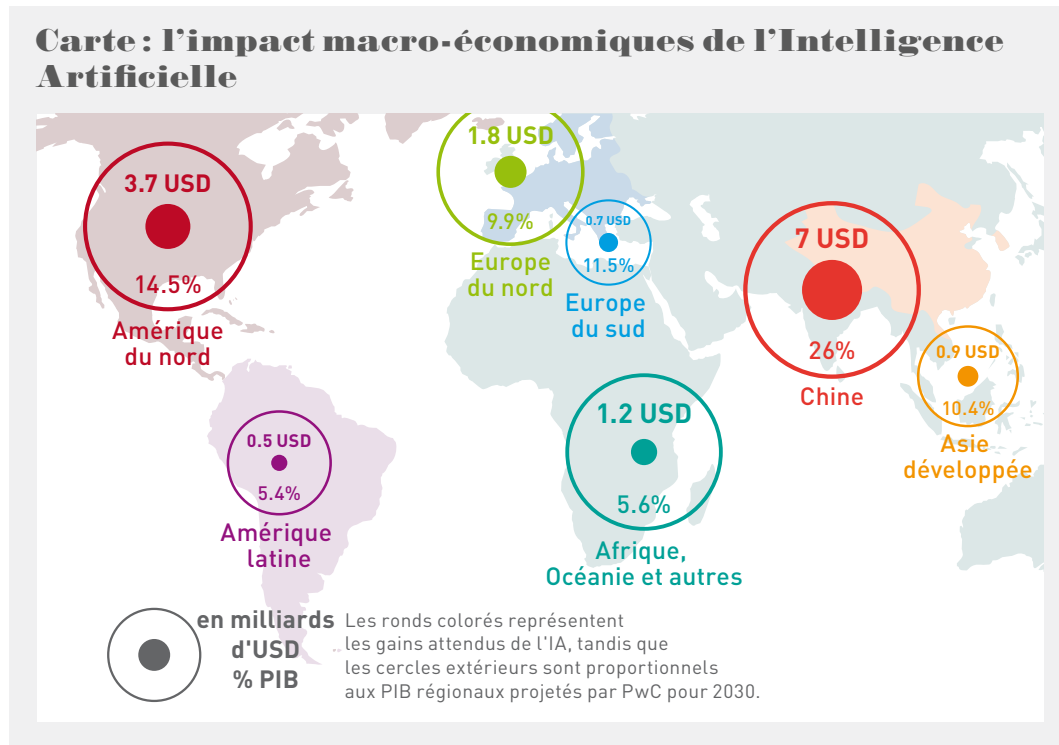 Carte : l'impact macro-économiques de l'Intelligence
Artificielle
3.7 USD
14.5%
Amérique
du nord
1.8 USD
9.9%
Europe
du nord
0.7 USD
11.5%
Europe
du sud
7 USD
26%
Chine
0.9 USD
10.4%
Asie
développée
0.5 USD
5.4%
Amérique
latine
1.2 USD
5.6%
Afrique,
Océanie et autres
en milliards
d'USD
% PIB
Les ronds colorés représentent
les gains attendus de l'IA, tandis que
les cercles extérieurs sont proportionnels
aux PIB régionaux projetés par PwC pour 2030.